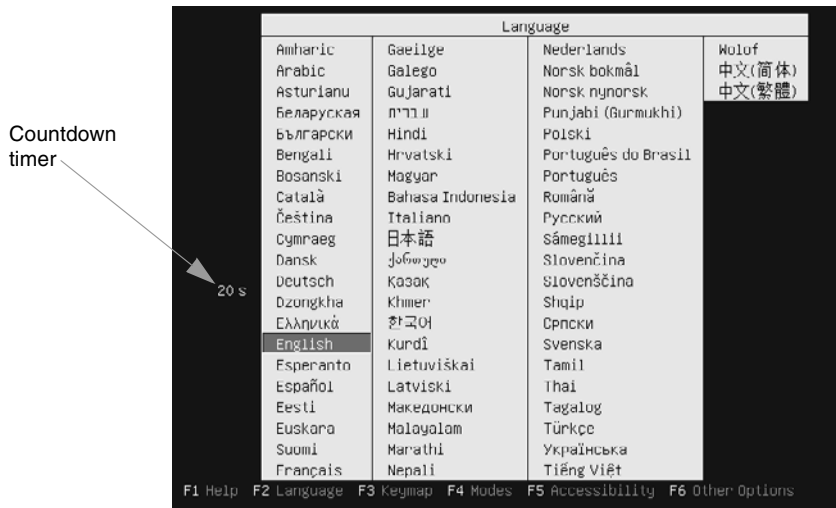 Language
Amharic
Arabic
Asturianu
Беларуская
Български
Bengali
Bosanski
Català
Čeština
Cymraeg
Dansk
Deutsch
Dzongkha
Ελληνικά
English
Esperanto
Español
Eesti
Euskara
Suomi
Français
Gaeilge
Galego
Gujarati
עברית
Hindi
Hrvatski
Magyar
Bahasa Indonesia
Italiano
日本語
ქართული
Қазақ
Khmer
한국어
Kurdî
Lietuviškai
Latviski
Македонски
Malayalam
Marathi
Nepali
Nederlands
Norsk bokmål
Norsk nynorsk
Punjabi (Gurmukhi)
Polski
Português do Brasil
Português
Română
Русский
Sámegillii
Slovenčina
Slovenščina
Shqip
Српски
Svenska
Tamil
Thai
Tagalog
Türkçe
Українська
Tiếng Việt
Wolof
中文(简体)
中文(繁體)
Countdown
timer
20 s
F1 Help F2 Language F3 Keymap F4 Modes F5 Accessibility F6 Other Options